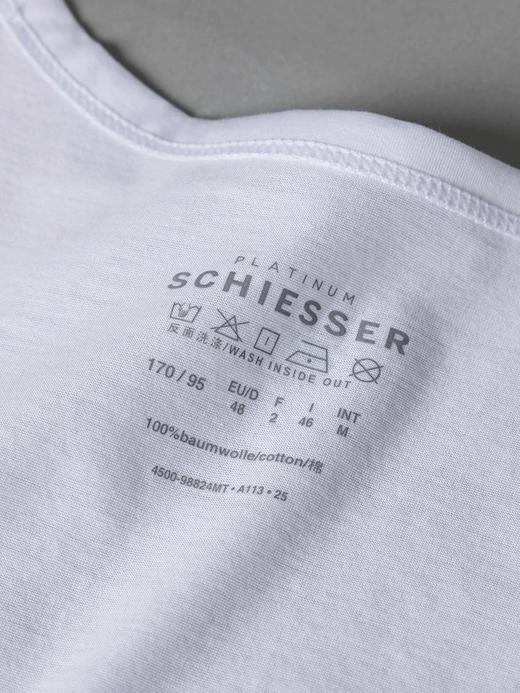 PLATINUM
SCHIESSER
反面洗涤/WASH INSIDE OUT
170 / 95 EU/D 48 F 2 I 46 INT M
100%baumwolle/cotton/棉
4500-98824MT • A113 • 25